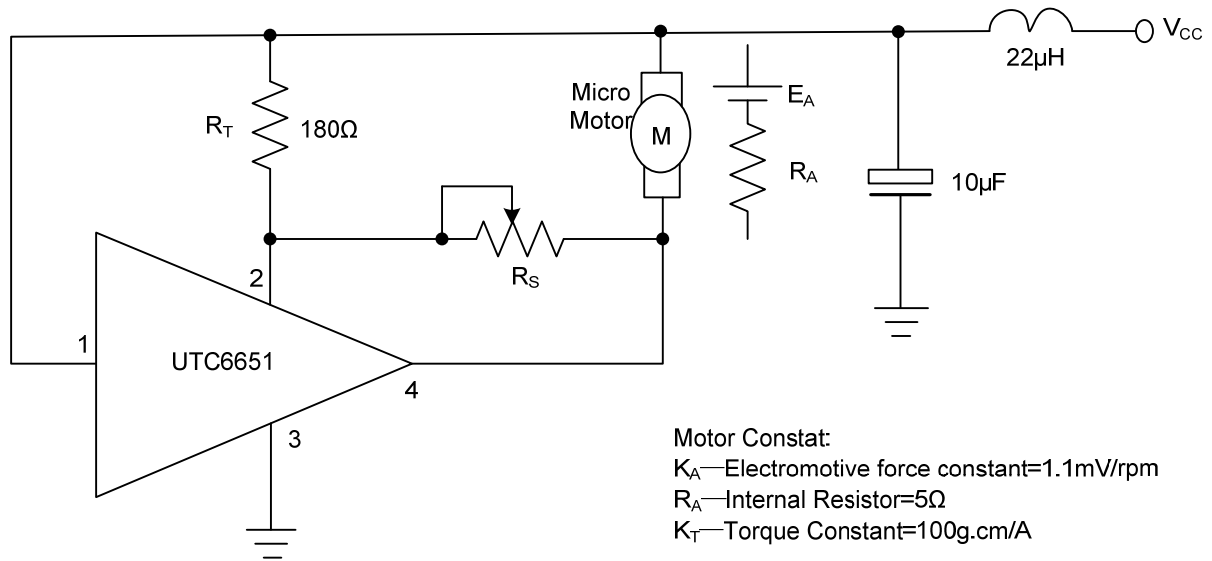 V_CC
22µH
Micro
Motor
M
E_A
R_A
R_T
180Ω
10µF
R_S
2
1
UTC6651
4
3
Motor Constat:
K_A—Electromotive force constant=1.1mV/rpm
R_A—Internal Resistor=5Ω
K_T—Torque Constant=100g.cm/A